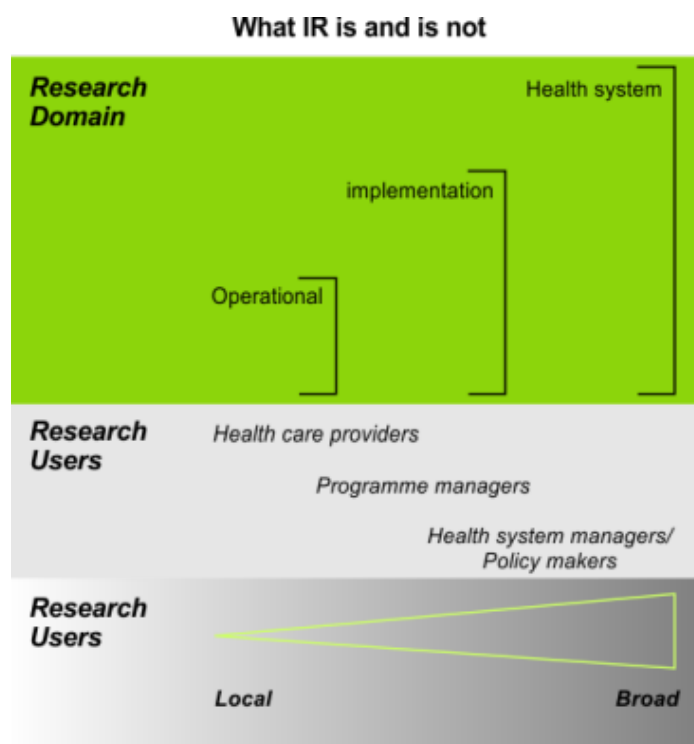 What IR is and is not
Research
Domain
Health system
implementation
Operational
Research
Users
Health care providers
Programme managers
Health system managers/
Policy makers
Research
Users
Local
Broad